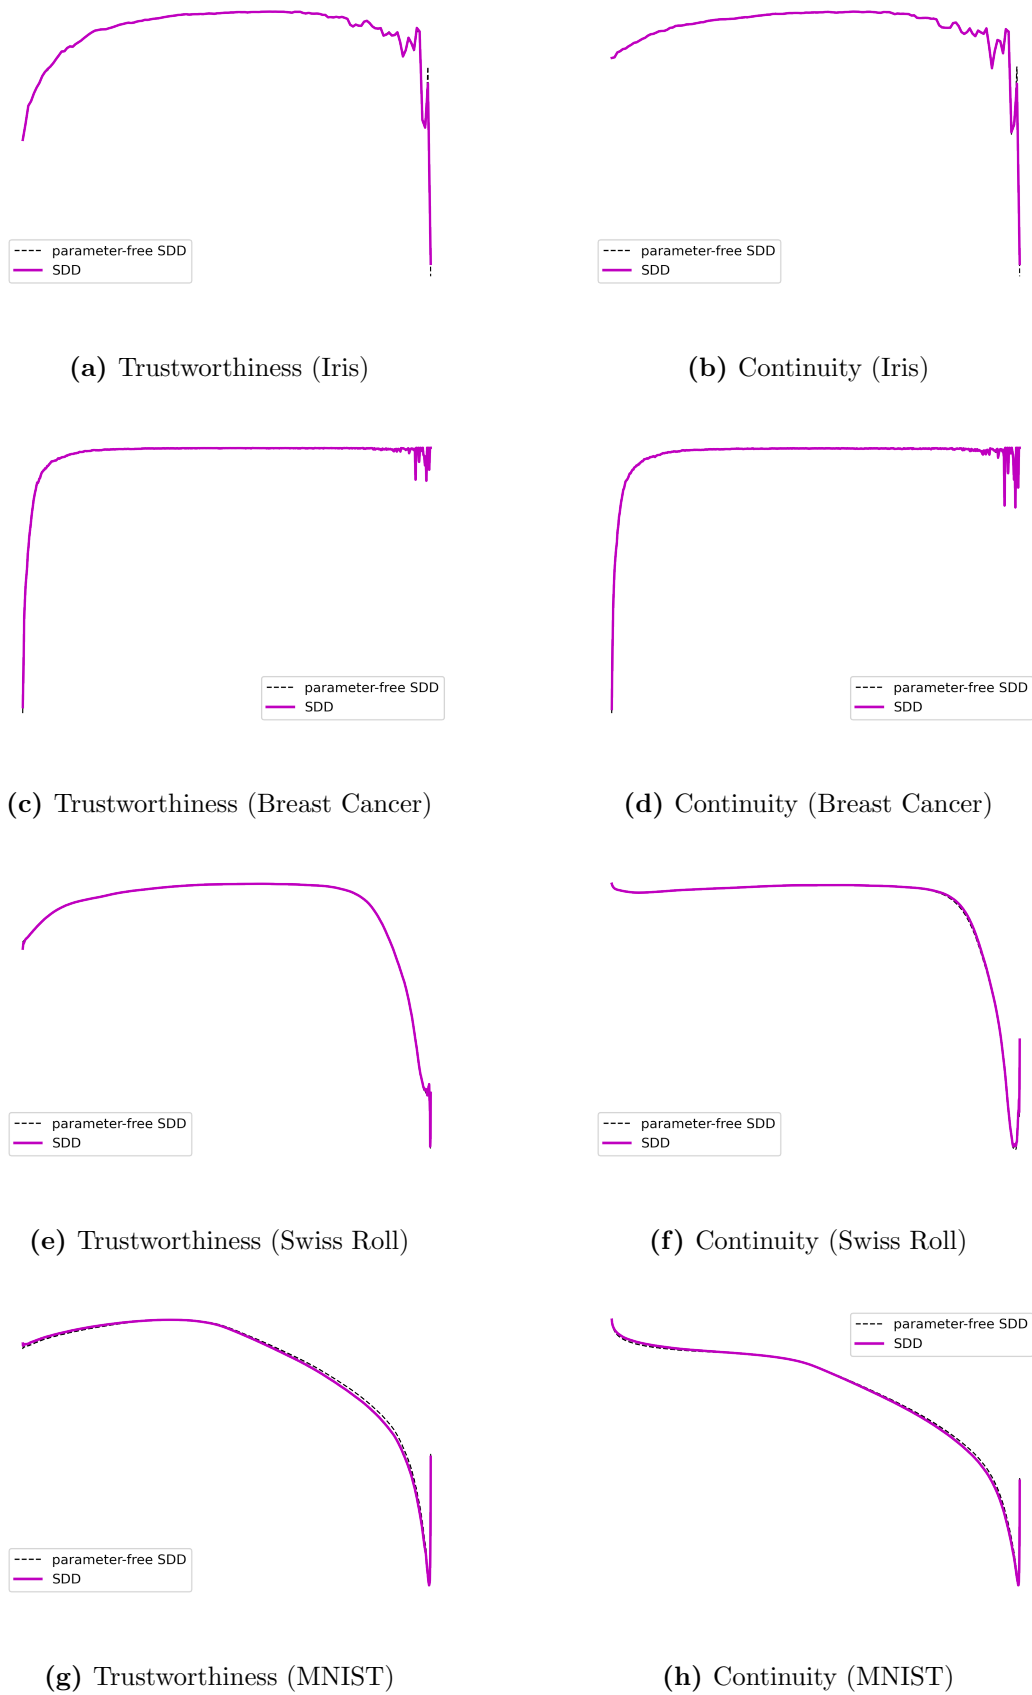 parameter-free SDD
SDD
parameter-free SDD
SDD
(a) Trustworthiness (Iris)
(b) Continuity (Iris)
parameter-free SDD
SDD
parameter-free SDD
SDD
(c) Trustworthiness (Breast Cancer)
(d) Continuity (Breast Cancer)
parameter-free SDD
SDD
parameter-free SDD
SDD
(e) Trustworthiness (Swiss Roll)
(f) Continuity (Swiss Roll)
parameter-free SDD
SDD
parameter-free SDD
SDD
(g) Trustworthiness (MNIST)
(h) Continuity (MNIST)